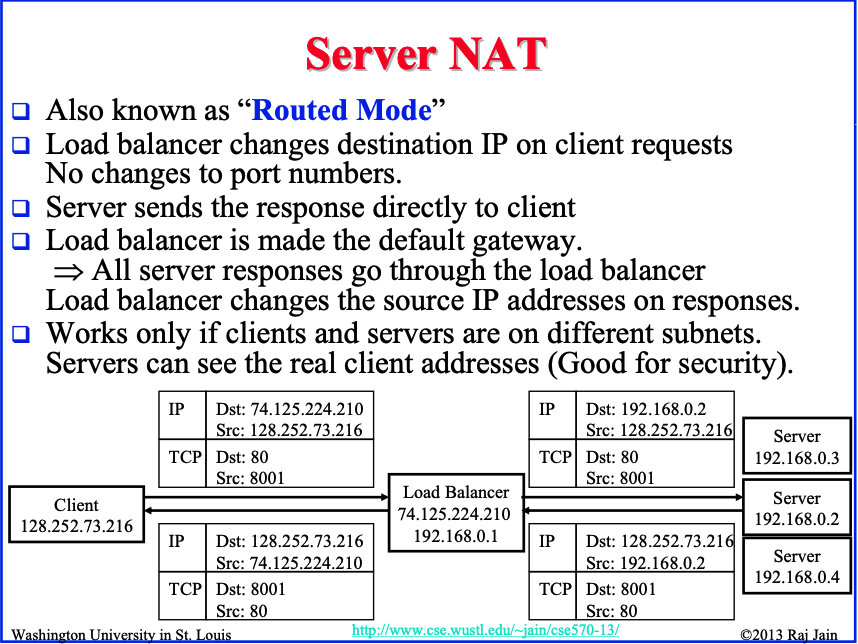 Server NAT
Also known as “Routed Mode”
Load balancer changes destination IP on client requests
No changes to port numbers.
Server sends the response directly to client
Load balancer is made the default gateway.
⇒ All server responses go through the load balancer
Load balancer changes the source IP addresses on responses.
Works only if clients and servers are on different subnets.
Servers can see the real client addresses (Good for security).
IP Dst: 74.125.224.210
Src: 128.252.73.216
TCP Dst: 80
Src: 8001
IP Dst: 192.168.0.2
Src: 128.252.73.216
TCP Dst: 80
Src: 8001
Server
192.168.0.3
Client
128.252.73.216
Load Balancer
74.125.224.210
192.168.0.1
Server
192.168.0.2
Server
192.168.0.4
IP Dst: 128.252.73.216
Src: 74.125.224.210
TCP Dst: 8001
Src: 80
IP Dst: 128.252.73.216
Src: 192.168.0.2
TCP Dst: 8001
Src: 80
Washington University in St. Louis
http://www.cse.wustl.edu/~jain/cse570-13/
©2013 Raj Jain